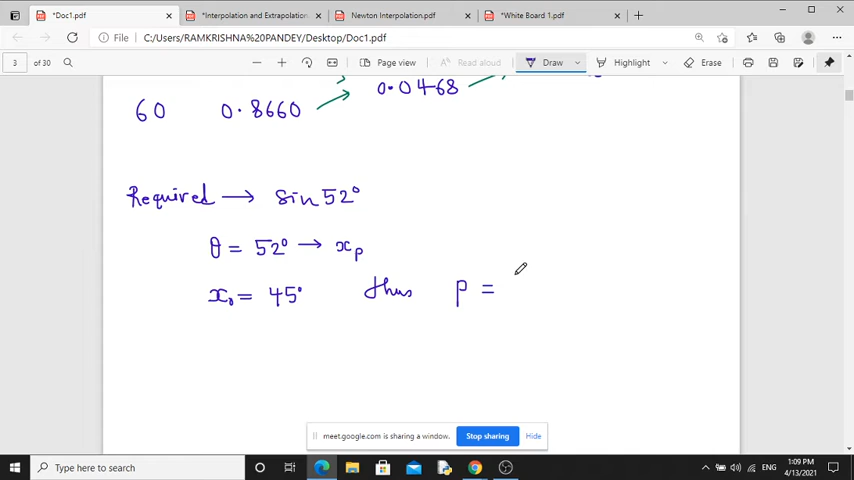 *Doc1.pdf
*Interpolation and Extrapolation
Newton Interpolation.pdf
*White Board 1.pdf
File C:/Users/RAMKRISHNA%20PANDEY/Desktop/Doc1.pdf
3 of 30
Page view
Read aloud
Draw
Highlight
Erase
0.0468
60 0.8660
Required → sin 52°
θ = 52° → xp
x₀ = 45° thus p =
meet.google.com is sharing a window. Stop sharing Hide
Type here to search
ENG
1:09 PM
4/13/2021